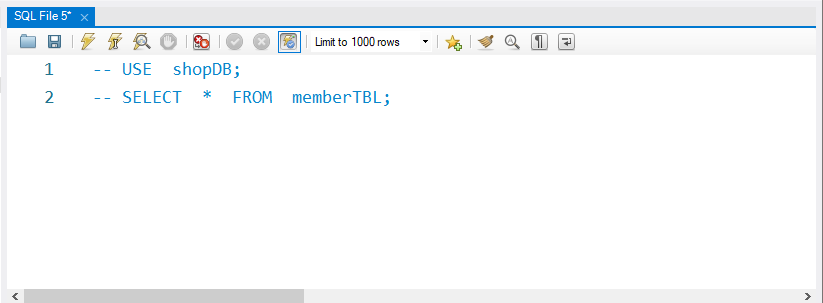 SQL File 5*
Limit to 1000 rows
1 -- USE shopDB;
2 -- SELECT * FROM memberTBL;